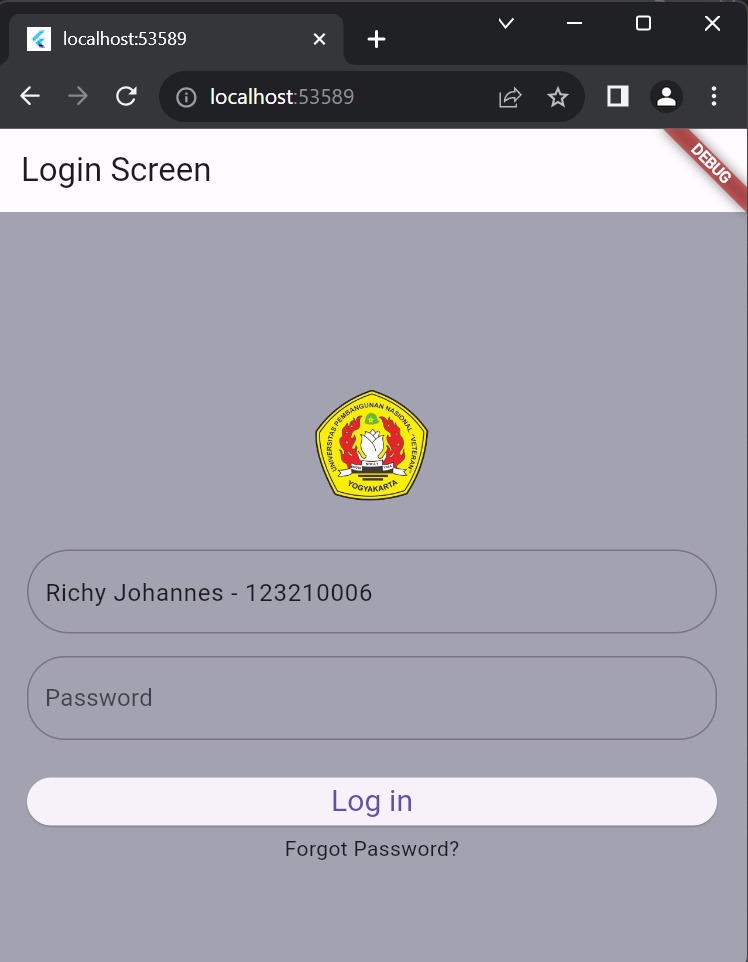 localhost:53589
localhost:53589
Login Screen
DEBUG
UNIVERSITAS PEMBANGUNAN NASIONAL "VETERAN"
YOGYAKARTA
Richy Johannes - 123210006
Password
Log in
Forgot Password?